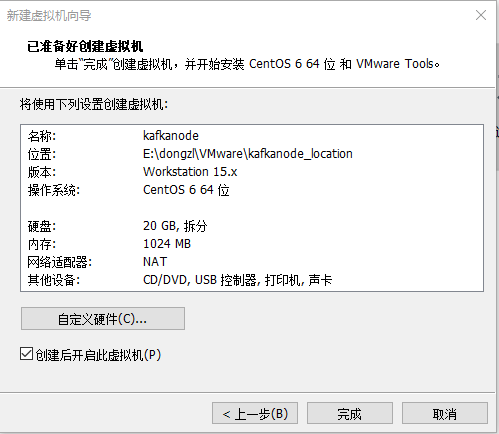 新建虚拟机向导
已准备好创建虚拟机
单击“完成”创建虚拟机，并开始安装 CentOS 6 64 位 和 VMware Tools。
将使用下列设置创建虚拟机:
名称: kafkanode
位置: E:\dongzl\VMware\kafkanode_location
版本: Workstation 15.x
操作系统: CentOS 6 64 位
硬盘: 20 GB, 拆分
内存: 1024 MB
网络适配器: NAT
其他设备: CD/DVD, USB 控制器, 打印机, 声卡
自定义硬件(C)...
创建后开启此虚拟机(P)
< 上一步(B) 完成 取消